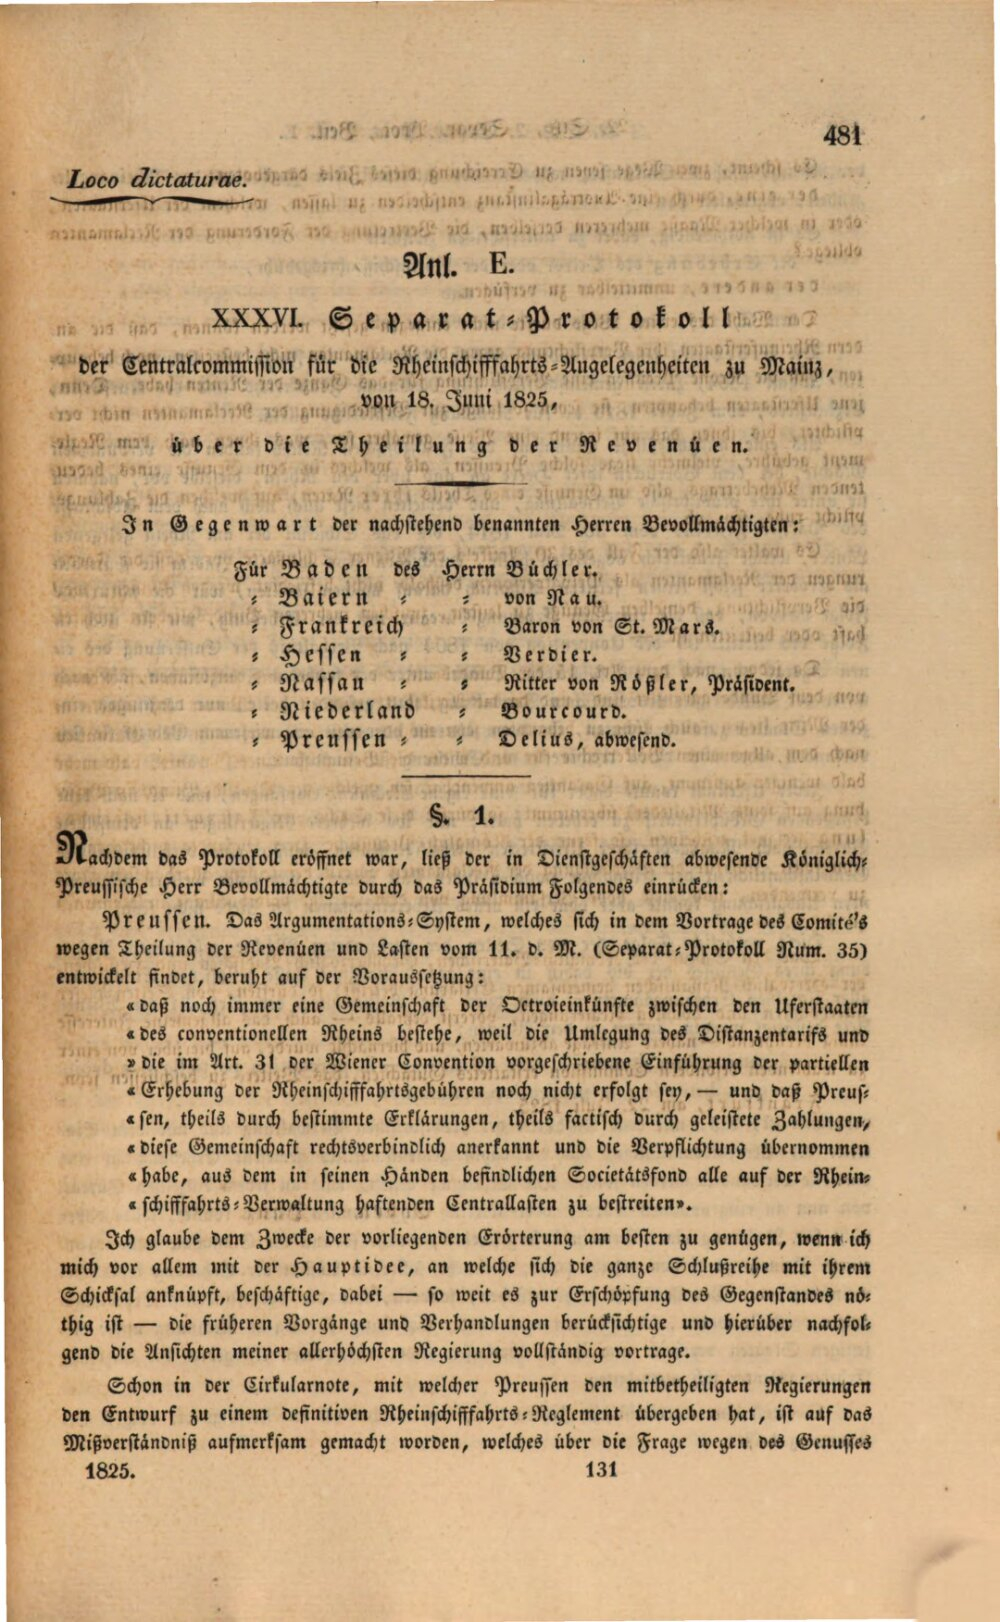 481
Loco dictaturae.
Anl. E.
XXXVI. Separat-Protokoll
der Centralcommission für die Rheinschifffahrts-Angelegenheiten zu Mainz,
von 18. Juni 1825,
über die Theilung der Revenüen.
In Gegenwart der nachstehend benannten Herren Bevollmächtigten:
Für Baden des Herrn Büchler.
" Baiern " " von Nau.
" Frankreich " Baron von St. Mars.
" Hessen " " Verdier.
" Nassau " " Ritter von Rößler, Präsident.
" Niederland " Bourcourd.
" Preussen " " Delius, abwesend.
§. 1.
Nachdem das Protokoll eröffnet war, ließ der in Dienstgeschäften abwesende Königlich-
Preussische Herr Bevollmächtigte durch das Präsidium Folgendes einrücken:
Preussen. Das Argumentations-System, welches sich in dem Vortrage des Comité's
wegen Theilung der Revenüen und Lasten vom 11. d. M. (Separat-Protokoll Num. 35)
entwickelt findet, beruht auf der Voraussetzung:
«daß noch immer eine Gemeinschaft der Octroieinkünfte zwischen den Uferstaaten
«des conventionellen Rheins bestehe, weil die Umlegung des Distanzentarifs und
»die im Art. 31 der Wiener Convention vorgeschriebene Einführung der partiellen
«Erhebung der Rheinschifffahrtsgebühren noch nicht erfolgt sey, — und daß Preus-
«sen, theils durch bestimmte Erklärungen, theils factisch durch geleistete Zahlungen,
«diese Gemeinschaft rechtsverbindlich anerkannt und die Verpflichtung übernommen
«habe, aus dem in seinen Händen befindlichen Societätsfond alle auf der Rhein-
«schifffahrts-Verwaltung haftenden Centrallasten zu bestreiten».
Ich glaube dem Zwecke der vorliegenden Erörterung am besten zu genügen, wenn ich
mich vor allem mit der Hauptidee, an welche sich die ganze Schlußreihe mit ihrem
Schicksal anknüpft, beschäftige, dabei — so weit es zur Erschöpfung des Gegenstandes nö-
thig ist — die früheren Vorgänge und Verhandlungen berücksichtige und hierüber nachfol-
gend die Ansichten meiner allerhöchsten Regierung vollständig vortrage.
Schon in der Cirkularnote, mit welcher Preussen den mitbetheiligten Regierungen
den Entwurf zu einem definitiven Rheinschifffahrts-Reglement übergeben hat, ist auf das
Mißverständniß aufmerksam gemacht worden, welches über die Frage wegen des Genusses
1825. 131